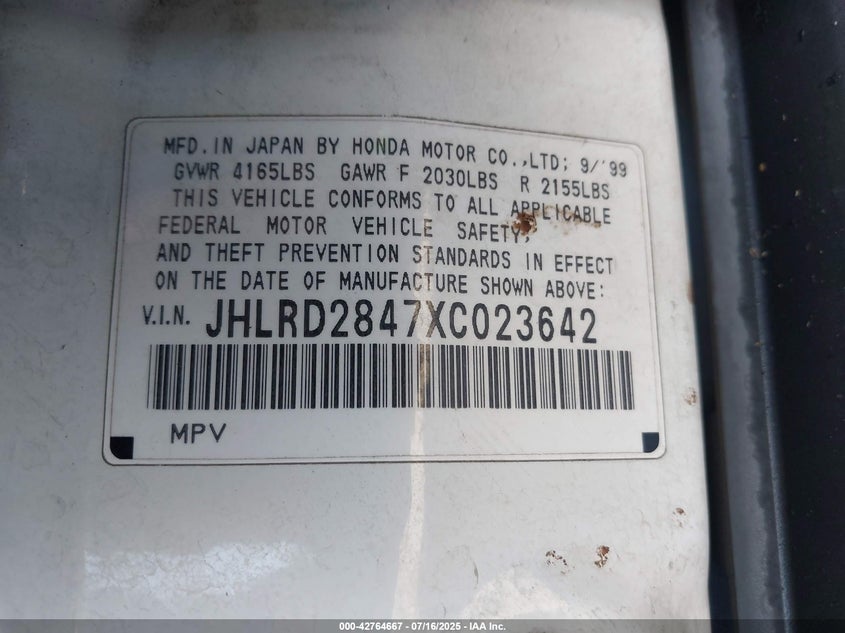 MFD. IN JAPAN BY HONDA MOTOR CO.,LTD; 9/'99
GVWR 4165LBS GAWR F 2030LBS R 2155LBS
THIS VEHICLE CONFORMS TO ALL APPLICABLE
FEDERAL MOTOR VEHICLE SAFETY,
AND THEFT PREVENTION STANDARDS IN EFFECT
ON THE DATE OF MANUFACTURE SHOWN ABOVE:
V.I.N. JHLRD2847XC023642
MPV
000-42764667 - 07/16/2025 - IAA Inc.